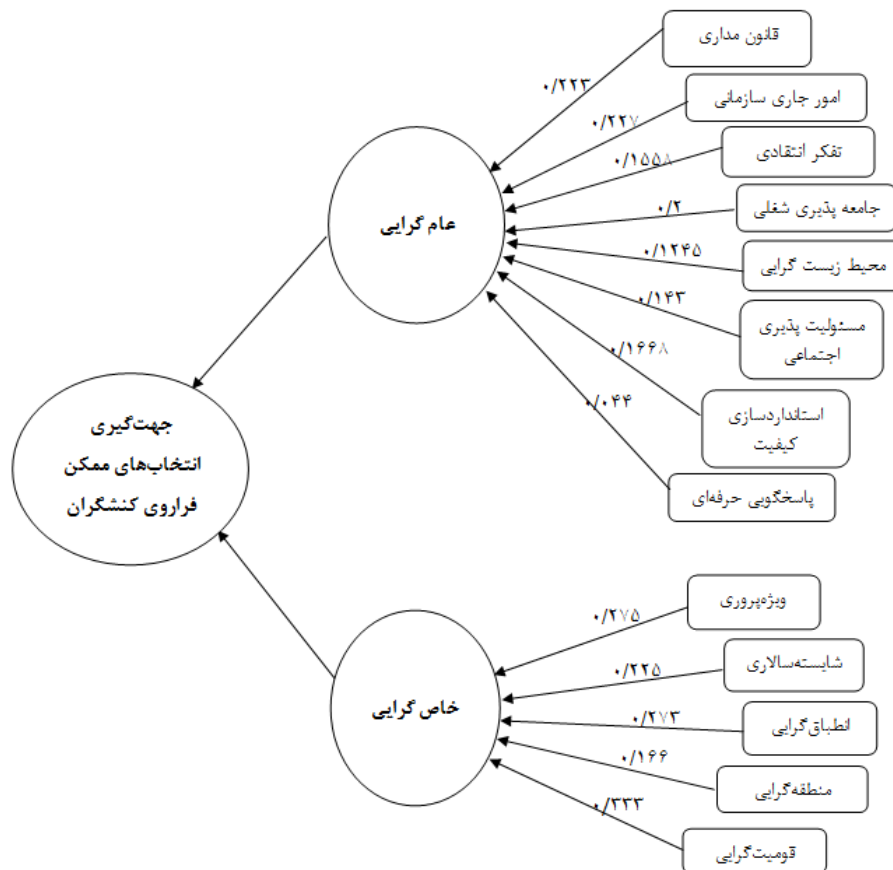 قانون مداری
۰/۲۲۳
امور جاری سازمانی
۰/۲۲۷
تفکر انتقادی
۰/۱۵۵۸
جامعه پذیری شغلی
۰/۲
محیط زیست گرایی
۰/۱۲۴۵
مسئولیت پذیری
اجتماعی
۰/۱۴۳
استانداردسازی
کیفیت
۰/۱۶۶۸
پاسخگویی حرفه‌ای
۰/۰۴۴
عام گرایی
جهت‌گیری
انتخاب‌های ممکن
فراروی کنشگران
ویژه‌پروری
۰/۲۷۵
شایسته‌سالاری
۰/۲۲۵
انطباق‌گرایی
۰/۲۷۳
منطقه‌گرایی
۰/۱۶۶
قومیت‌گرایی
۰/۳۳۳
خاص گرایی